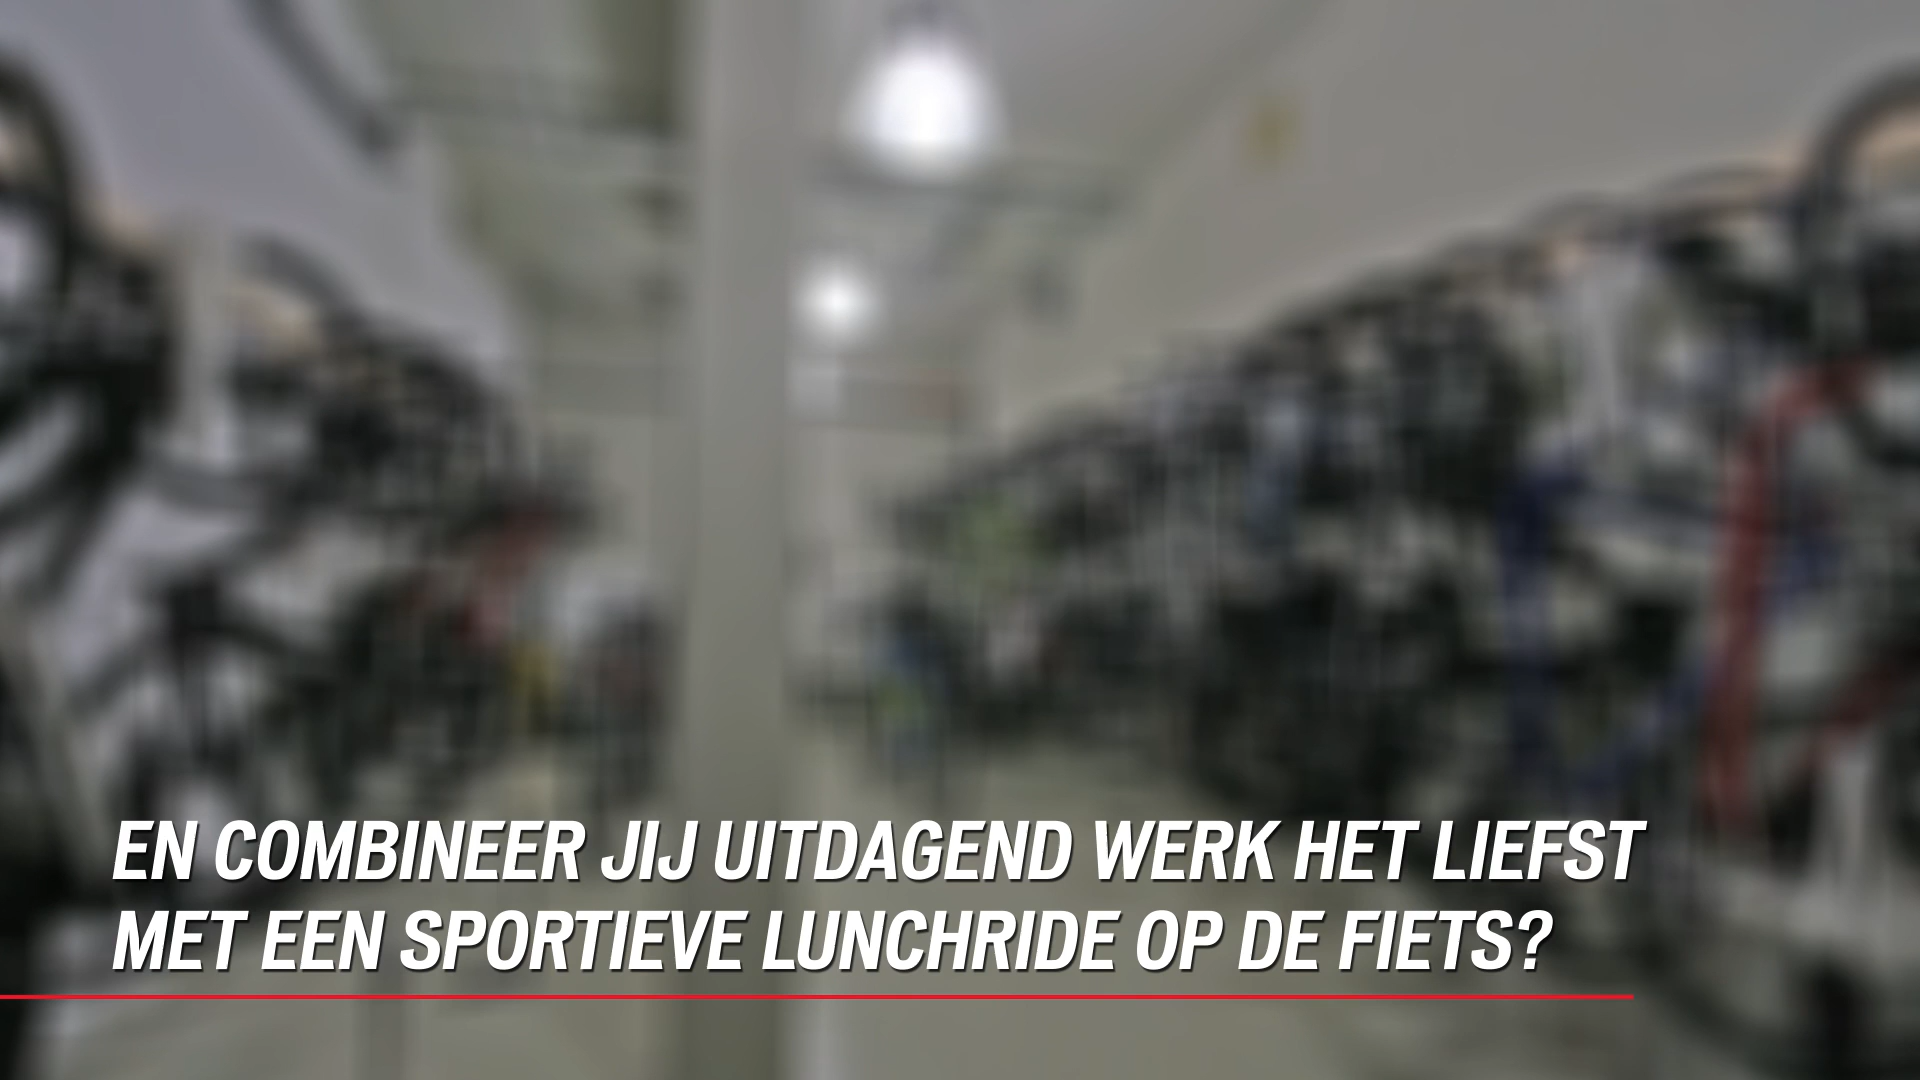 EN COMBINEER JIJ UITDAGEND WERK HET LIEFST
MET EEN SPORTIEVE LUNCHRIDE OP DE FIETS?